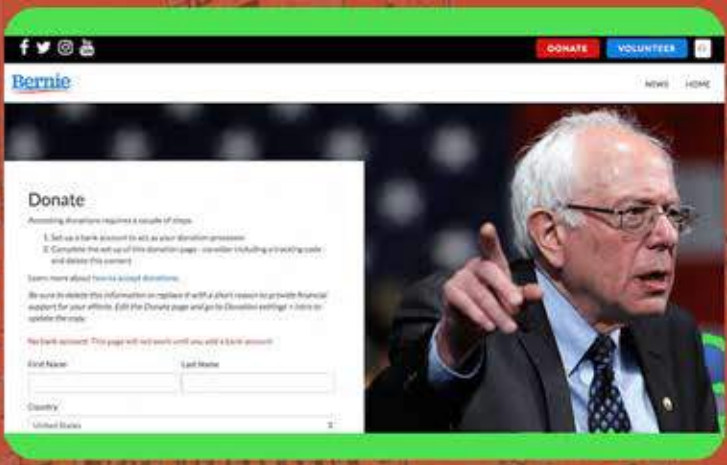 DONATE VOLUNTEER
Bernie
NEWS HOME
Donate
Accepting donations requires a couple of steps:
1. Set up a bank account to act as your donation processor
2. Complete the set up of this donation page - consider including a tracking code -
and delete this content
Learn more about how to accept donations.
Be sure to delete this information or replace it with a short reason to provide financial
support for your efforts. Edit the Donate page and go to Donation settings > Intro to
update the copy.
No bank account! This page will not work until you add a bank account
First Name Last Name
Country
United States